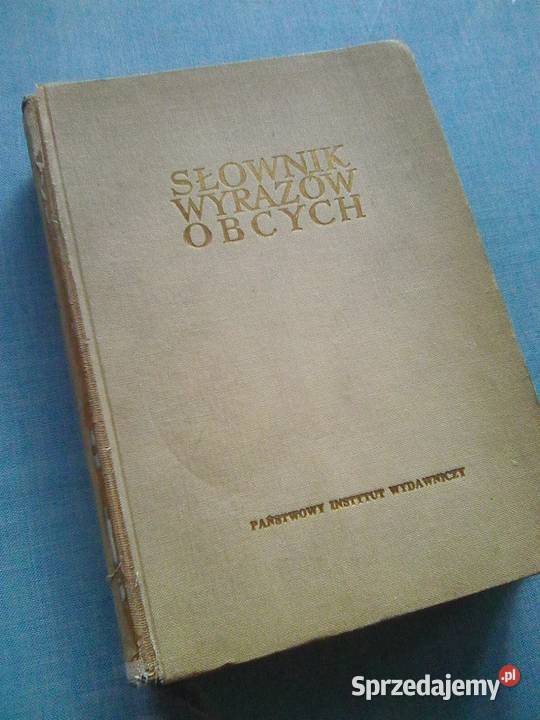 SŁOWNIK
WYRAZÓW
OBCYCH
PAŃSTWOWY INSTYTUT WYDAWNICZY
Sprzedajemy.pl